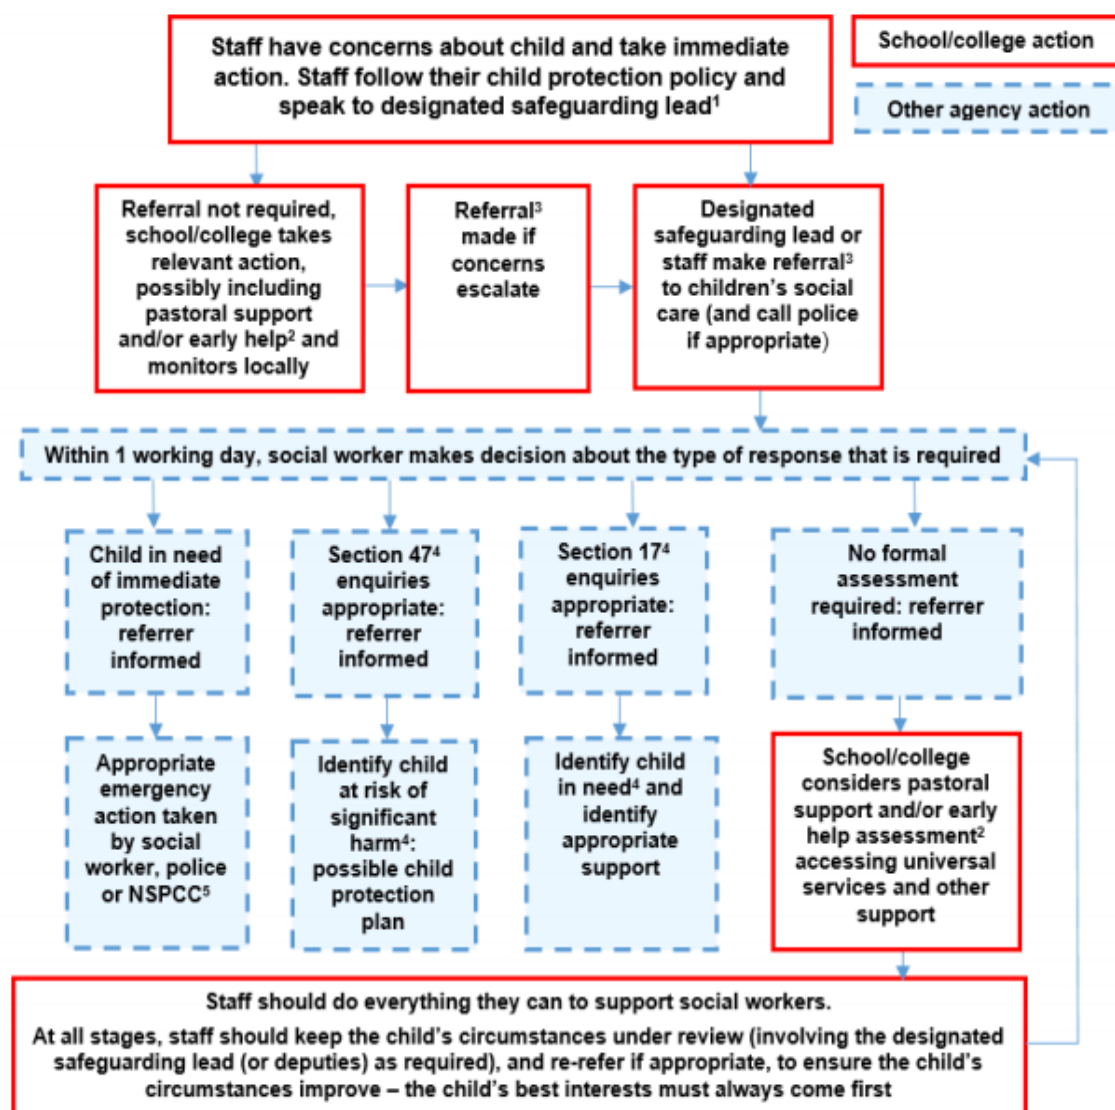 Staff have concerns about child and take immediate
action. Staff follow their child protection policy and
speak to designated safeguarding lead¹
School/college action
Other agency action
Referral not required,
school/college takes
relevant action,
possibly including
pastoral support
and/or early help² and
monitors locally
Referral³
made if
concerns
escalate
Designated
safeguarding lead or
staff make referral³
to children’s social
care (and call police
if appropriate)
Within 1 working day, social worker makes decision about the type of response that is required
Child in need
of immediate
protection:
referrer
informed
Section 47⁴
enquiries
appropriate:
referrer
informed
Section 17⁴
enquiries
appropriate:
referrer
informed
No formal
assessment
required: referrer
informed
Appropriate
emergency
action taken
by social
worker, police
or NSPCC⁵
Identify child
at risk of
significant
harm⁴:
possible child
protection
plan
Identify child
in need⁴ and
identify
appropriate
support
School/college
considers pastoral
support and/or early
help assessment²
accessing universal
services and other
support
Staff should do everything they can to support social workers.
At all stages, staff should keep the child’s circumstances under review (involving the designated
safeguarding lead (or deputies) as required), and re-refer if appropriate, to ensure the child’s
circumstances improve – the child’s best interests must always come first